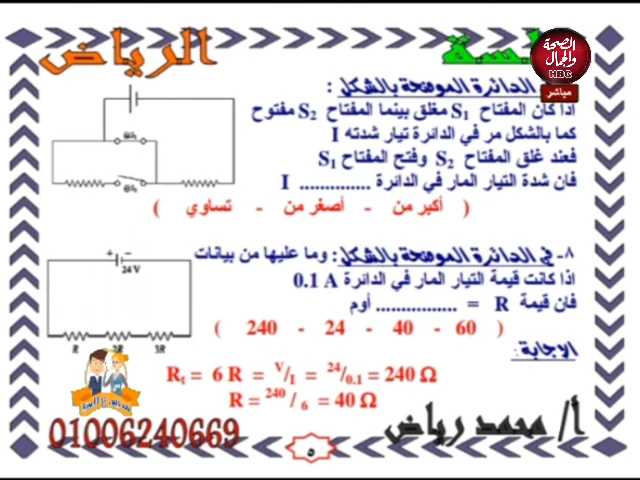 الرياض
الصحة
والجمال
HBC
مباشر
الدائرة الموضحة بالشكل :
اذا كان المفتاح S1 مغلق بينما المفتاح S2 مفتوح
كما بالشكل مر في الدائرة تيار شدته I
فعند غلق المفتاح S2 وفتح المفتاح S1
فان شدة التيار المار في الدائرة .............. I
( أكبر من - أصغر من - تساوي )
٨- في الدائرة الموضحة بالشكل : وما عليها من بيانات
اذا كانت قيمة التيار المار في الدائرة 0.1 A
فان قيمة R = ................ أوم
( 60 - 40 - 24 - 240 )
+ −
24 V
R 2R 3R
الاجابة :
Rt = 6 R = V/I = 24/0.1 = 240 Ω
R = 240 / 6 = 40 Ω
أ/ محمد رياض
01006240669
٥